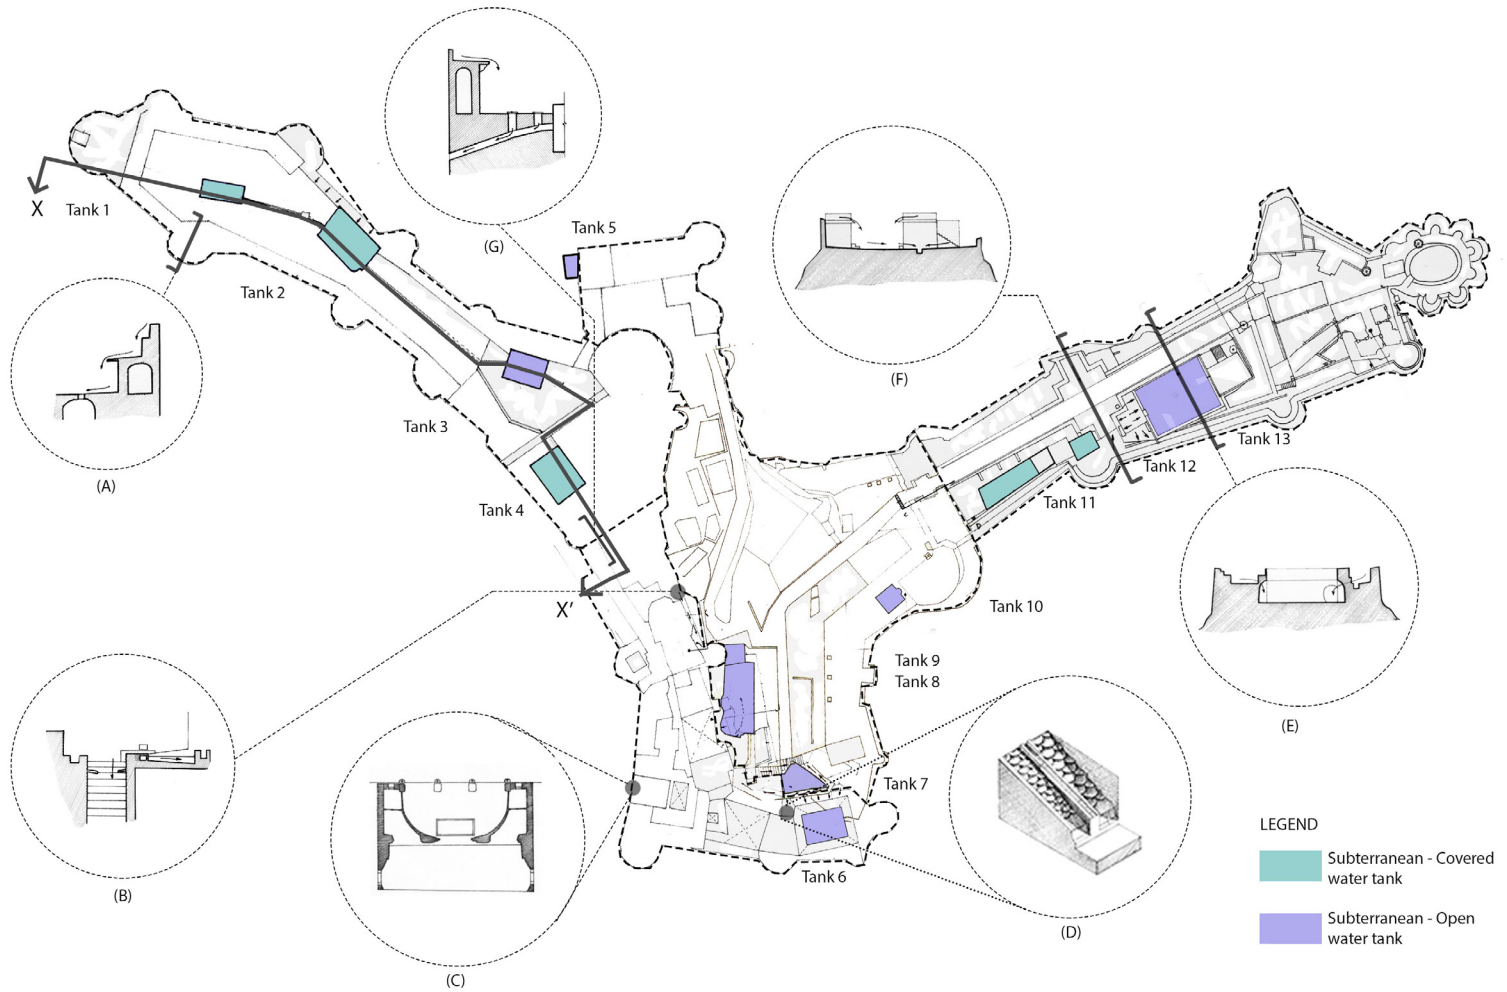 Tank 5
(G)
X
Tank 1
Tank 2
(F)
(A)
Tank 3
Tank 13
Tank 12
Tank 4
Tank 11
X'
Tank 10
Tank 9
Tank 8
(E)
Tank 7
LEGEND
Subterranean - Covered
water tank
Tank 6
(B)
Subterranean - Open
water tank
(D)
(C)